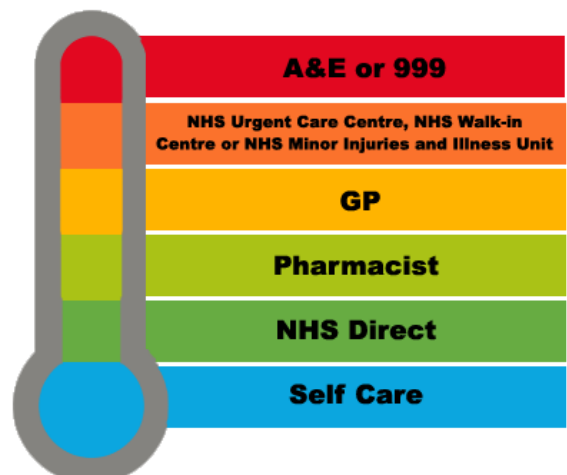 A&E or 999
NHS Urgent Care Centre, NHS Walk-in
Centre or NHS Minor Injuries and Illness Unit
GP
Pharmacist
NHS Direct
Self Care